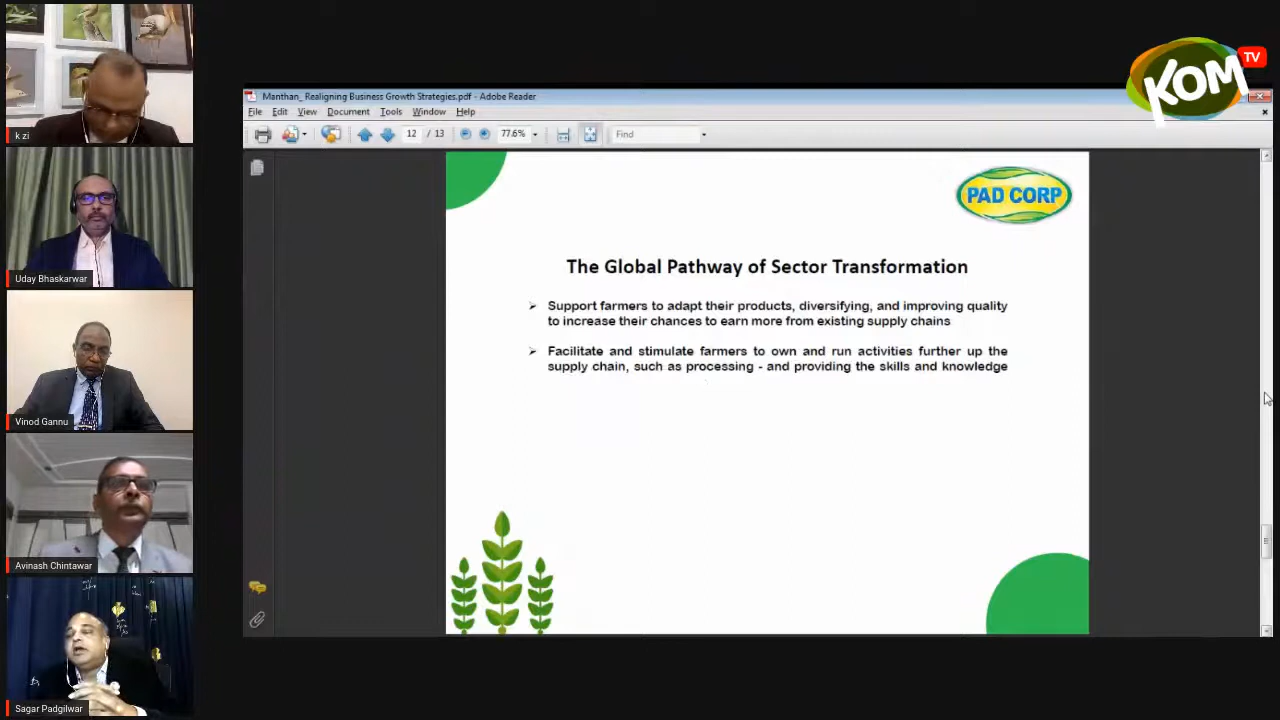 k zi
Uday Bhaskarwar
Vinod Gannu
Avinash Chintawar
Sagar Padgilwar
KOM TV
Manthan_ Realigning Business Growth Strategies.pdf - Adobe Reader
File Edit View Document Tools Window Help
12 / 13 77.6% Find
PAD CORP
The Global Pathway of Sector Transformation
Support farmers to adapt their products, diversifying, and improving quality
to increase their chances to earn more from existing supply chains
Facilitate and stimulate farmers to own and run activities further up the
supply chain, such as processing - and providing the skills and knowledge